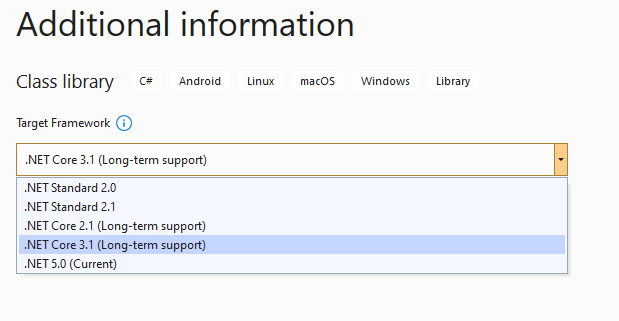 Additional information
Class library C# Android Linux macOS Windows Library
Target Framework
.NET Core 3.1 (Long-term support)
.NET Standard 2.0
.NET Standard 2.1
.NET Core 2.1 (Long-term support)
.NET Core 3.1 (Long-term support)
.NET 5.0 (Current)